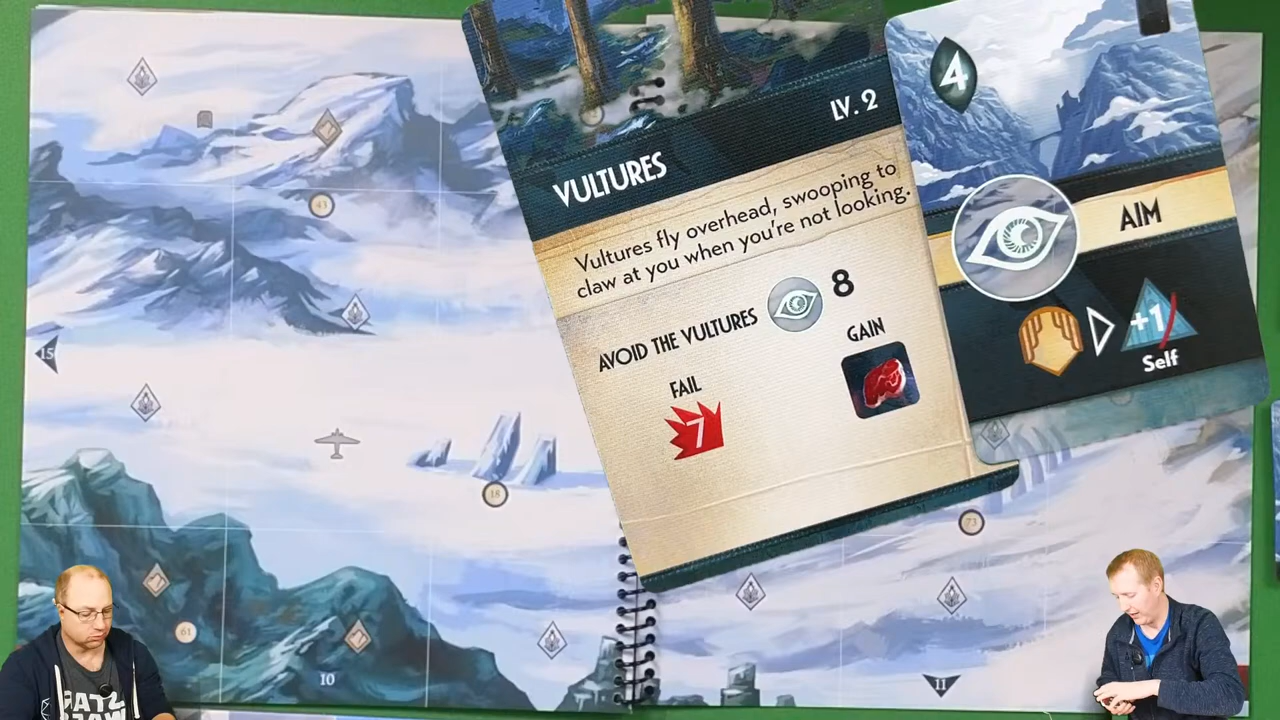 LV. 2
VULTURES
Vultures fly overhead, swooping to
claw at you when you're not looking.
AVOID THE VULTURES 8
FAIL
7
GAIN
4
AIM
+1
Self
43
15
18
73
61
10
11